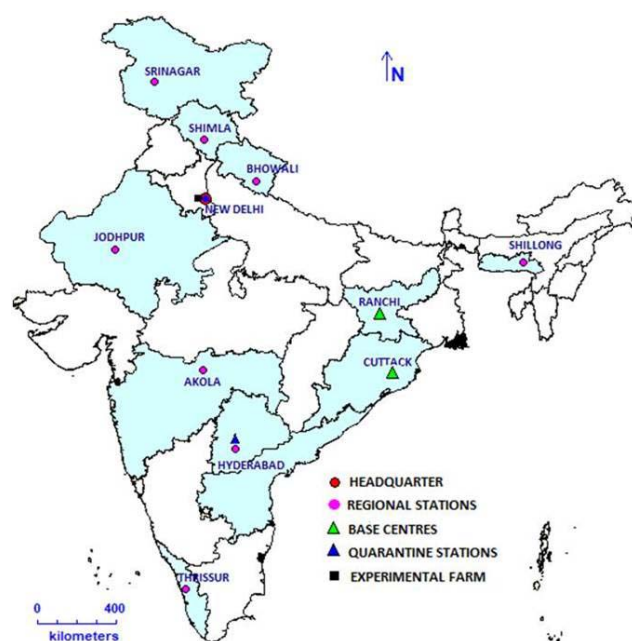 SRINAGAR
N
SHIMLA
BHOWALI
NEW DELHI
JODHPUR
SHILLONG
RANCHI
CUTTACK
AKOLA
HYDERABAD
HEADQUARTER
REGIONAL STATIONS
BASE CENTRES
QUARANTINE STATIONS
EXPERIMENTAL FARM
THRISSUR
0 400
kilometers